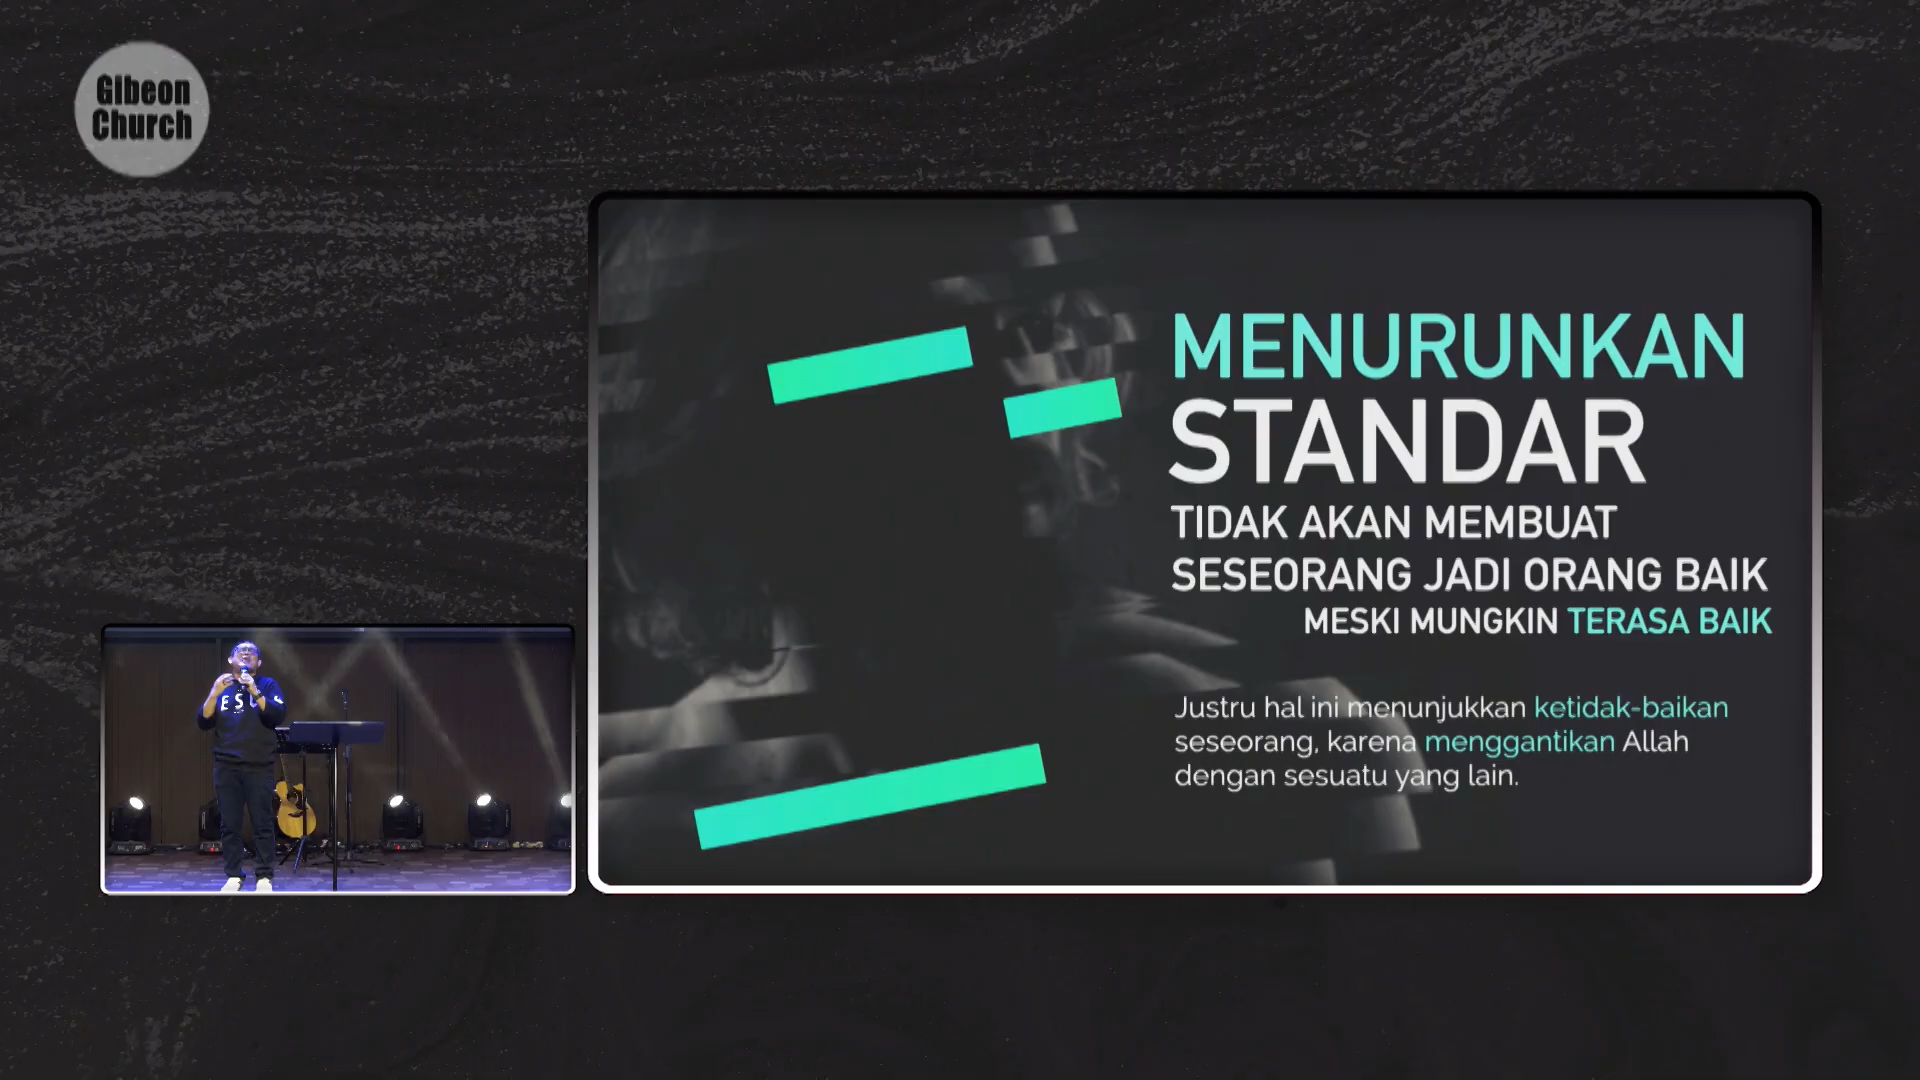 Gibeon
Church
MENURUNKAN
STANDAR
TIDAK AKAN MEMBUAT
SESEORANG JADI ORANG BAIK
MESKI MUNGKIN TERASA BAIK
Justru hal ini menunjukkan ketidak-baikan
seseorang, karena menggantikan Allah
dengan sesuatu yang lain.